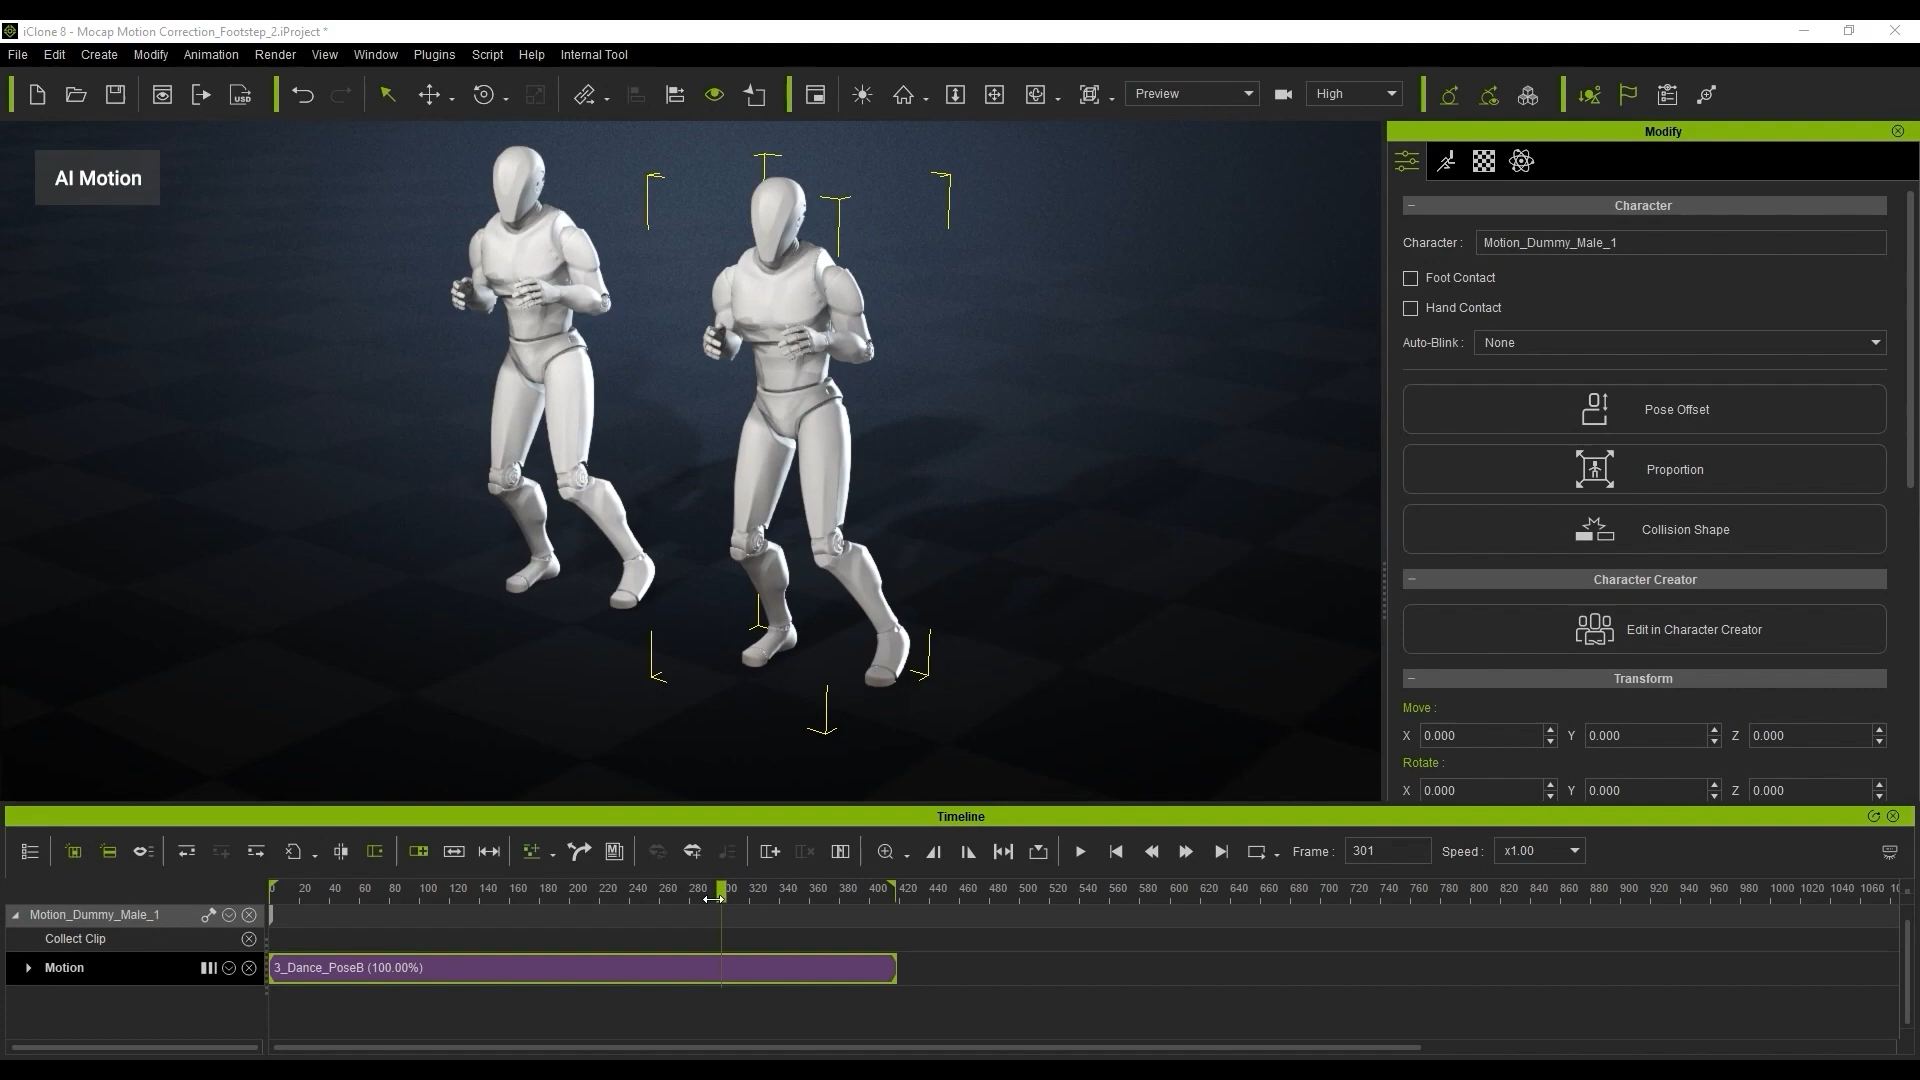 iClone 8 - Mocap Motion Correction_Footstep_2.iProject *
File Edit Create Modify Animation Render View Window Plugins Script Help Internal Tool
USD Preview High
AI Motion
Modify
Character
Character : Motion_Dummy_Male_1
Foot Contact
Hand Contact
Auto-Blink : None
Pose Offset
Proportion
Collision Shape
Character Creator
Edit in Character Creator
Transform
Move :
X 0.000 Y 0.000 Z 0.000
Rotate :
X 0.000 Y 0.000 Z 0.000
Timeline
Frame : 301 Speed : x1.00
0 20 40 60 80 100 120 140 160 180 200 220 240 260 280 00 320 340 360 380 400 420 440 460 480 500 520 540 560 580 600 620 640 660 680 700 720 740 760 780 800 820 840 860 880 900 920 940 960 980 1000 1020 1040 1060 10
Motion_Dummy_Male_1
Collect Clip
Motion 3_Dance_PoseB (100.00%)